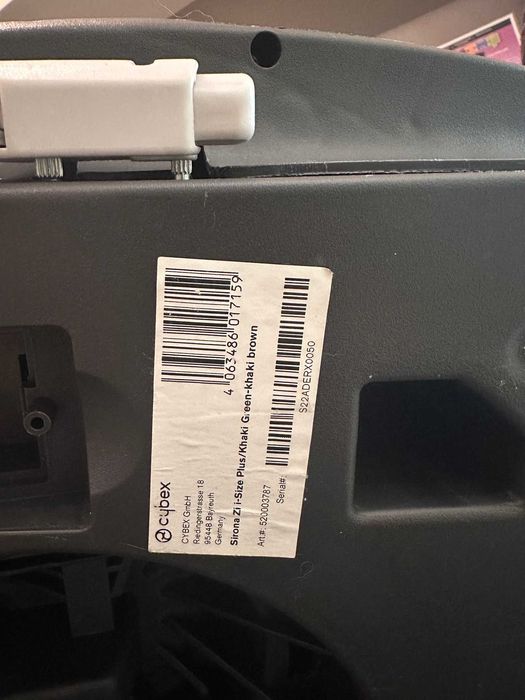 cybex
CYBEX GmbH
Riedingerstrasse 18
95448 Bayreuth
Germany
Sirona Zi i-Size Plus/Khaki Green-khaki brown
Art.#: 520003787
4 063486 017159
Serial#:
S22ADERX0050